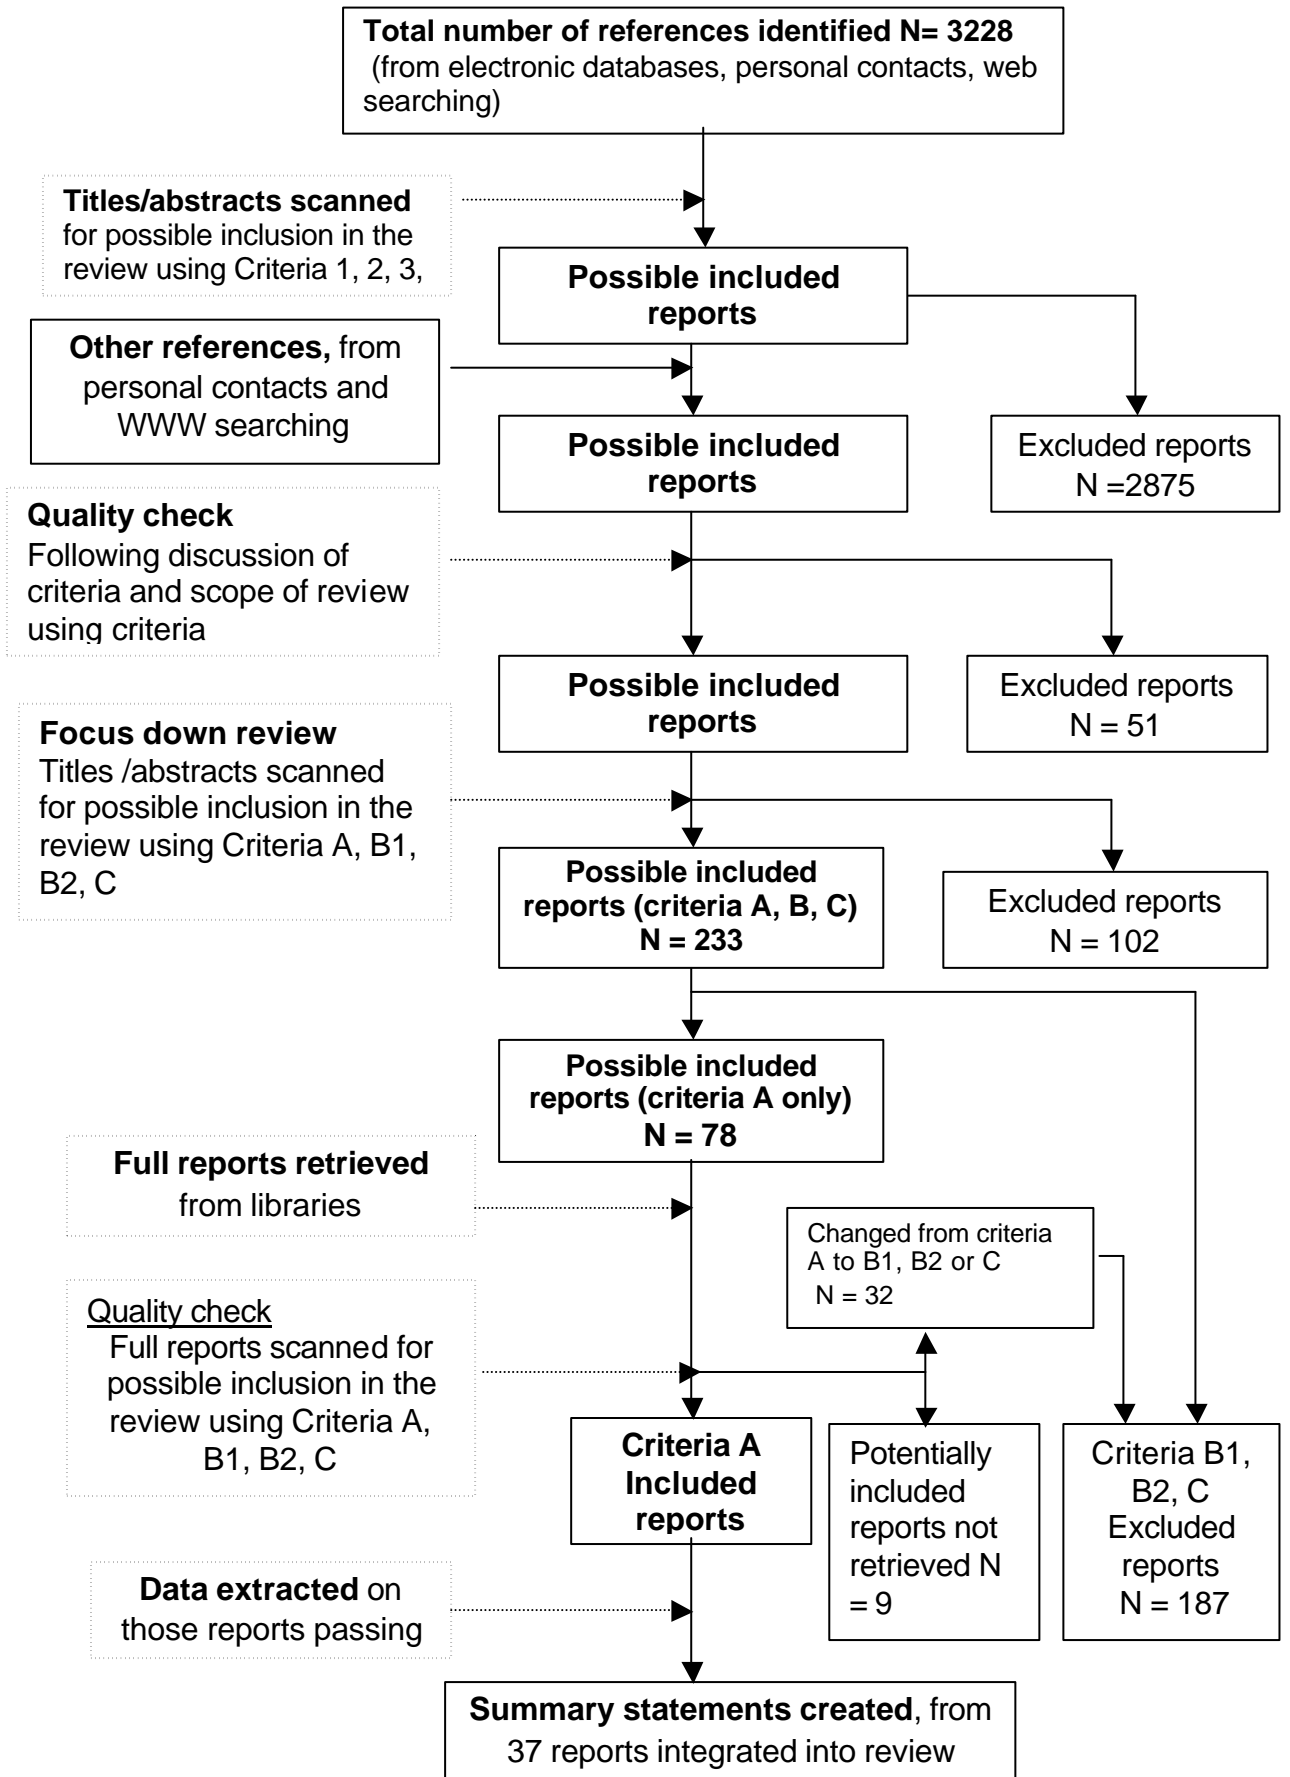 Total number of references identified N= 3228
(from electronic databases, personal contacts, web
searching)
Titles/abstracts scanned
for possible inclusion in the
review using Criteria 1, 2, 3,
Possible included
reports
Other references, from
personal contacts and
WWW searching
Possible included
reports
Excluded reports
N =2875
Quality check
Following discussion of
criteria and scope of review
using criteria
Possible included
reports
Excluded reports
N = 51
Focus down review
Titles /abstracts scanned
for possible inclusion in the
review using Criteria A, B1,
B2, C
Possible included
reports (criteria A, B, C)
N = 233
Excluded reports
N = 102
Possible included
reports (criteria A only)
N = 78
Full reports retrieved
from libraries
Changed from criteria
A to B1, B2 or C
N = 32
Quality check
Full reports scanned for
possible inclusion in the
review using Criteria A,
B1, B2, C
Criteria A
Included
reports
Potentially
included
reports not
retrieved N
= 9
Criteria B1,
B2, C
Excluded
reports
N = 187
Data extracted on
those reports passing
Summary statements created, from
37 reports integrated into review